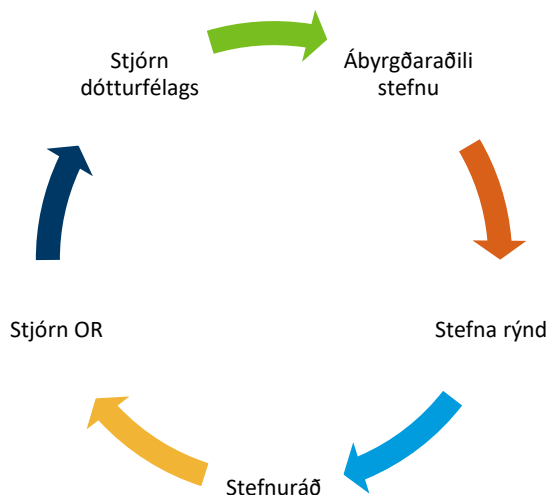 Stjórn
dótturfélags
Ábyrgðaraðili
stefnu
Stjórn OR
Stefna rýnd
Stefnuráð